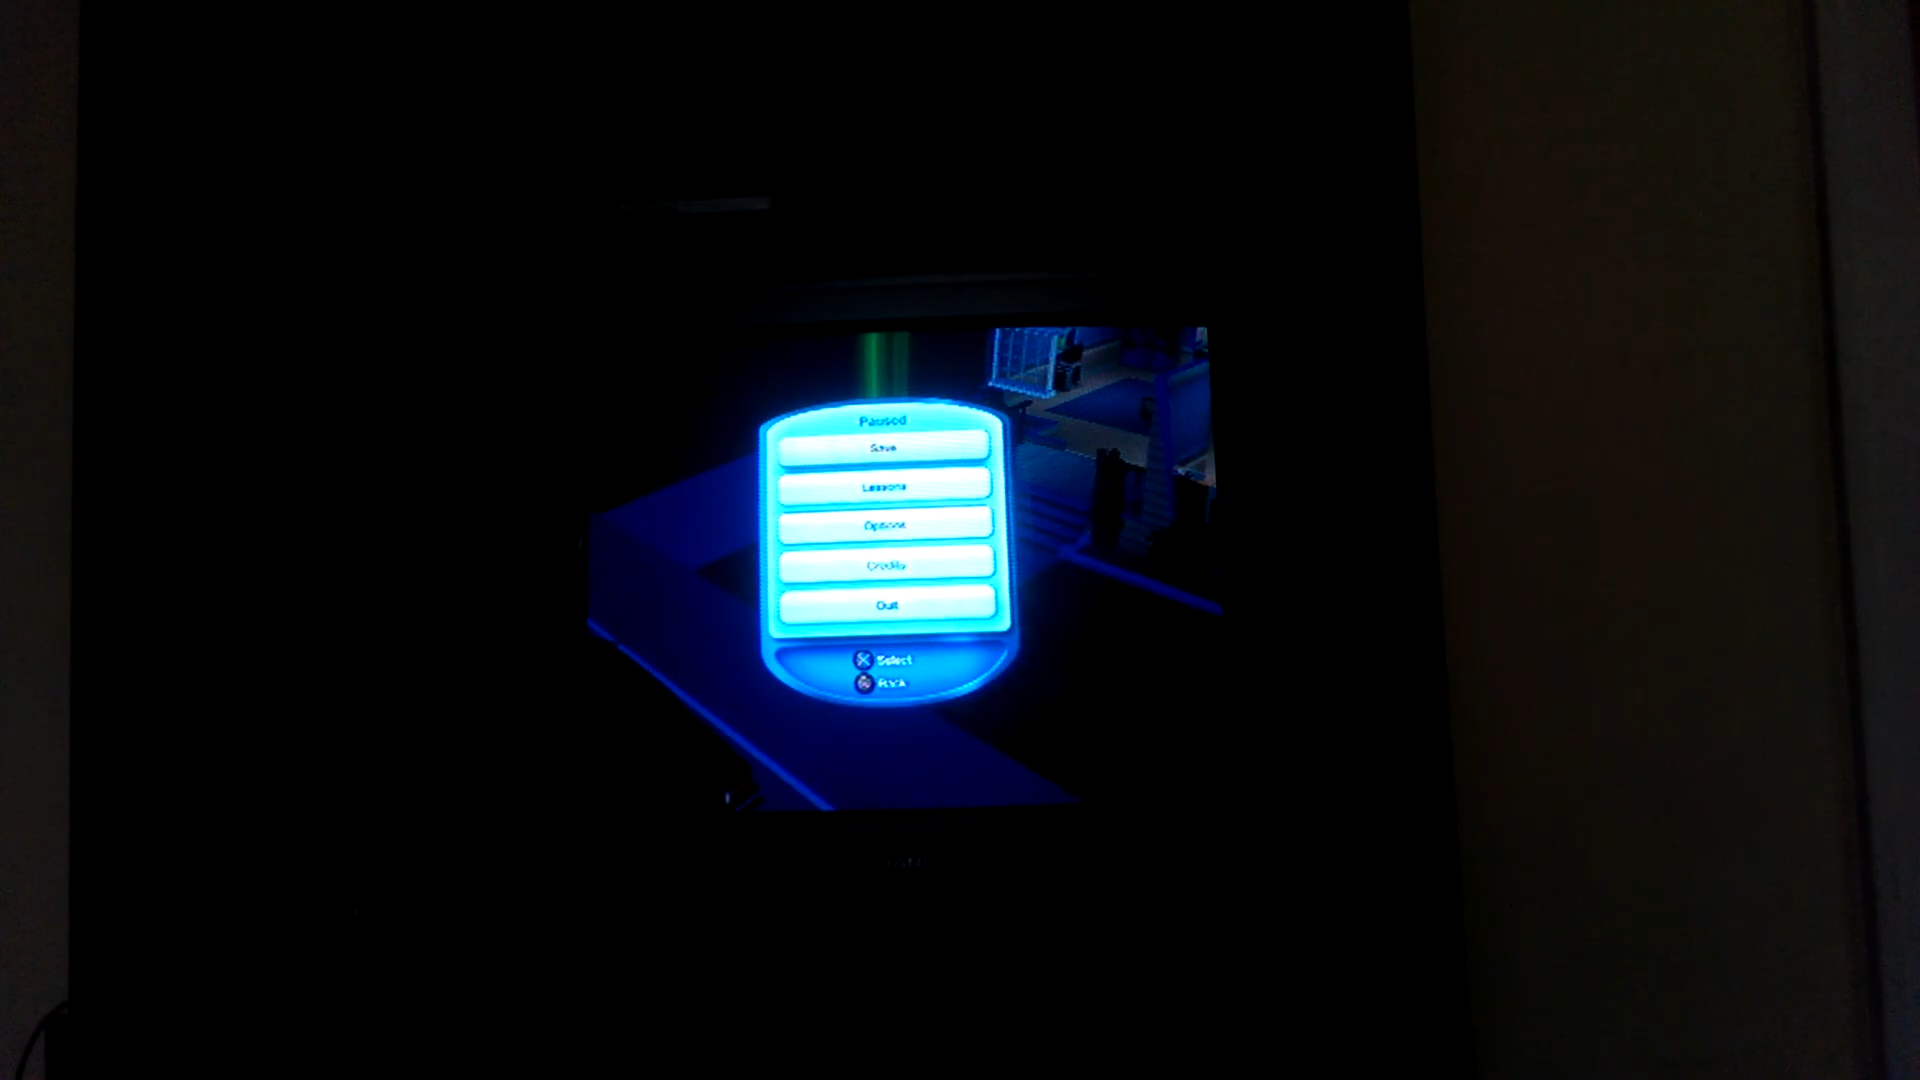 Paused
Save
Lessons
Options
Credits
Quit
Select
Back